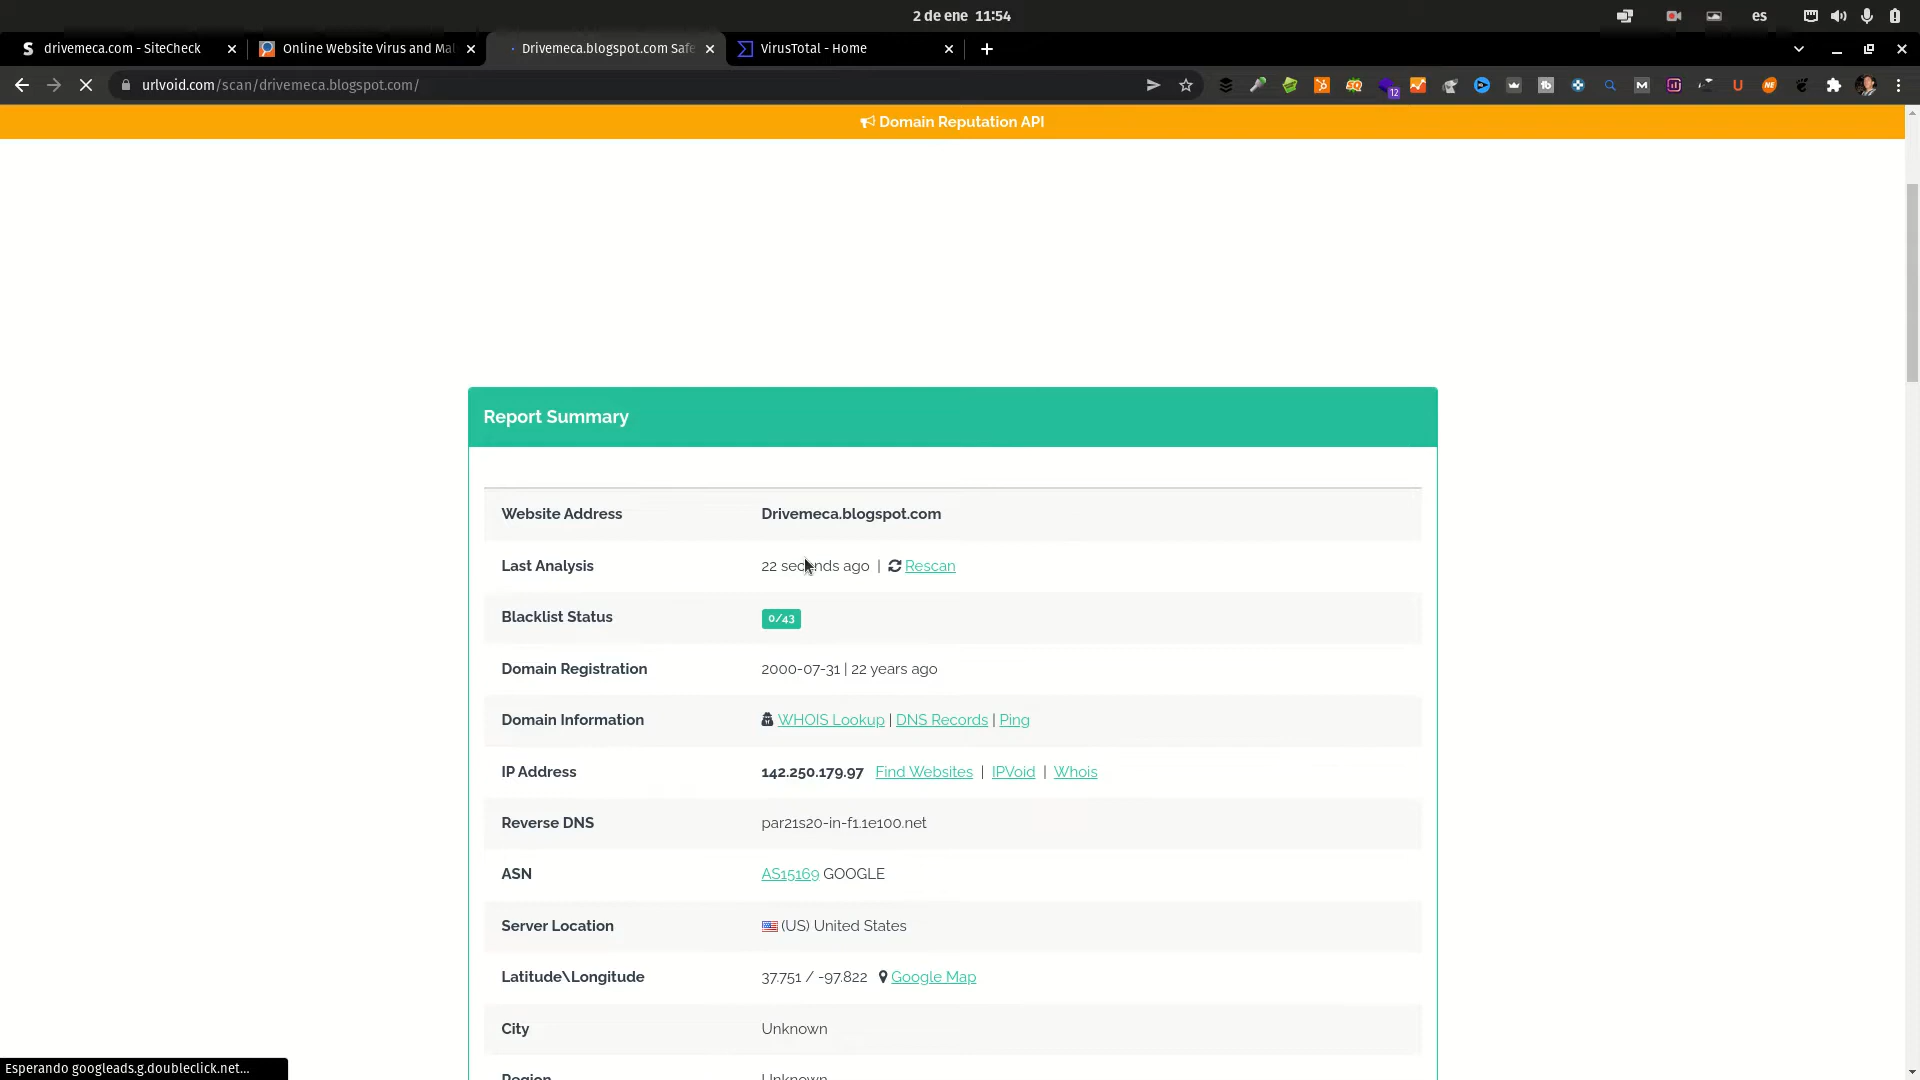 2 de ene 11:54
es
drivemeca.com - SiteCheck
Online Website Virus and Mal
Drivemeca.blogspot.com Safe
VirusTotal - Home
urlvoid.com/scan/drivemeca.blogspot.com/
12
Domain Reputation API
Report Summary
Website Address Drivemeca.blogspot.com
Last Analysis 22 seconds ago | Rescan
Blacklist Status 0/43
Domain Registration 2000-07-31 | 22 years ago
Domain Information WHOIS Lookup | DNS Records | Ping
IP Address 142.250.179.97 Find Websites | IPVoid | Whois
Reverse DNS par21s20-in-f1.1e100.net
ASN AS15169 GOOGLE
Server Location (US) United States
Latitude\Longitude 37.751 / -97.822 Google Map
City Unknown
Region Unknown
Esperando googleads.g.doubleclick.net...